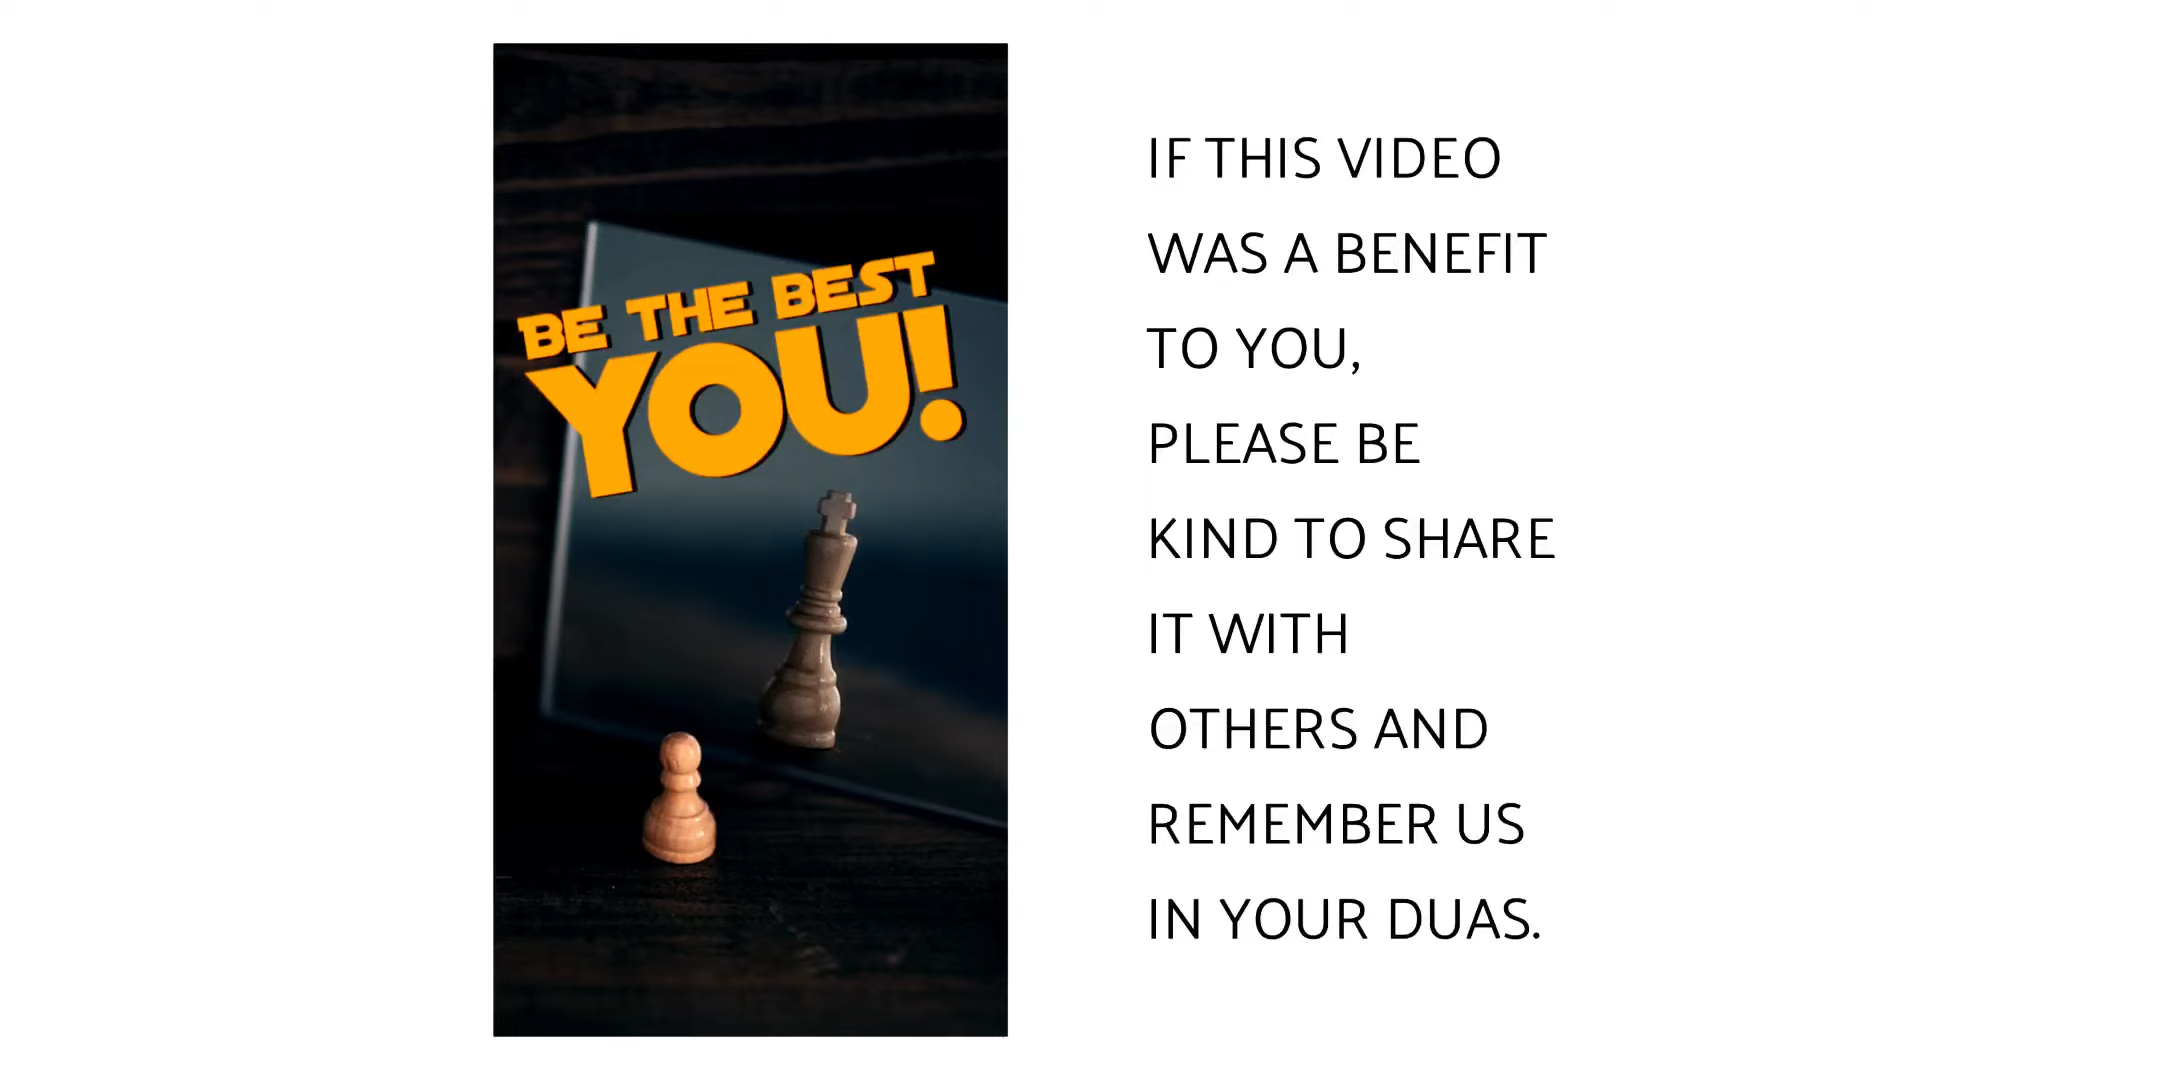 BE THE BEST
YOU!
IF THIS VIDEO
WAS A BENEFIT
TO YOU,
PLEASE BE
KIND TO SHARE
IT WITH
OTHERS AND
REMEMBER US
IN YOUR DUAS.